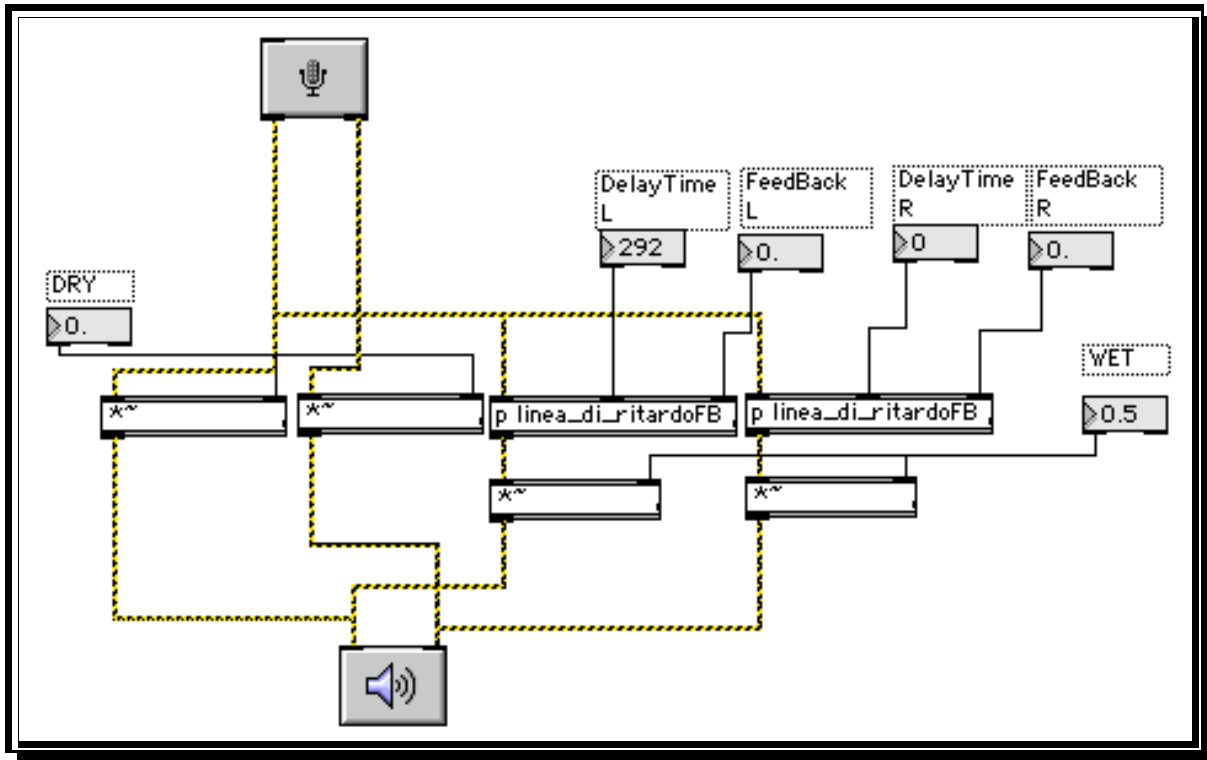 DelayTime
L
FeedBack
L
DelayTime
R
FeedBack
R
292
0.
0
0.
DRY
0.
WET
0.5
*~
*~
p linea_di_ritardoFB
p linea_di_ritardoFB
*~
*~